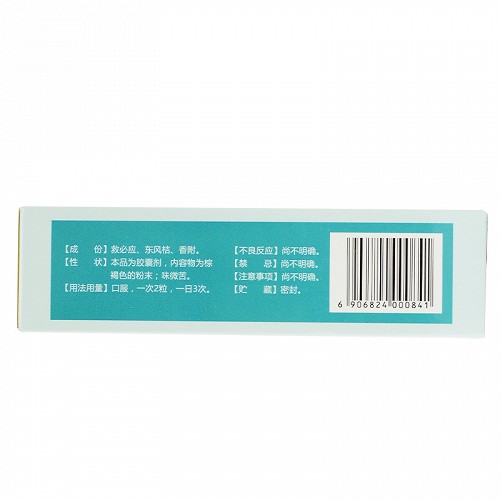 【成　份】救必应、东风桔、香附。
【性　状】本品为胶囊剂，内容物为棕
褐色的粉末；味微苦。
【用法用量】口服，一次2粒，一日3次。
【不良反应】尚不明确。
【禁　忌】尚不明确。
【注意事项】尚不明确。
【贮　藏】密封。
6 906824 000841